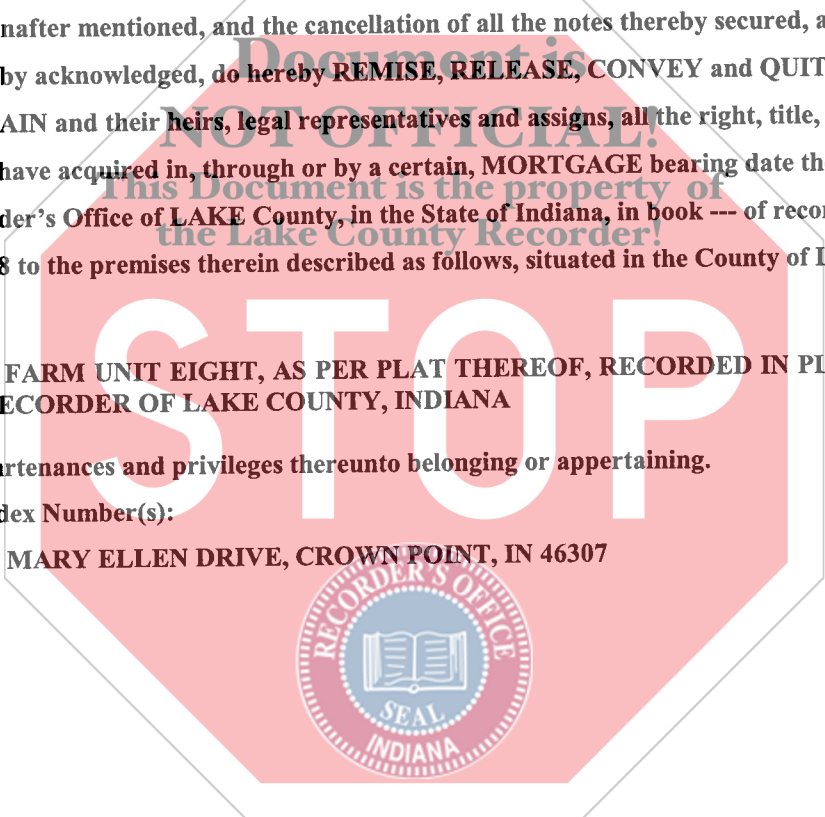 nafter mentioned, and the cancellation of all the notes thereby secured, a
Document is
by acknowledged, do hereby REMISE, RELEASE, CONVEY and QUIT
NOT OFFICIAL!
AIN and their heirs, legal representatives and assigns, all the right, title,
have acquired in, through or by a certain, MORTGAGE bearing date th
This Document is the property of
der's Office of LAKE County, in the State of Indiana, in book --- of recor
the Lake County Recorder!
8 to the premises therein described as follows, situated in the County of L
STOP
FARM UNIT EIGHT, AS PER PLAT THEREOF, RECORDED IN PL
ECORDER OF LAKE COUNTY, INDIANA
rtenances and privileges thereunto belonging or appertaining.
dex Number(s):
MARY ELLEN DRIVE, CROWN POINT, IN 46307
RECORDER'S OFFICE
SEAL
INDIANA